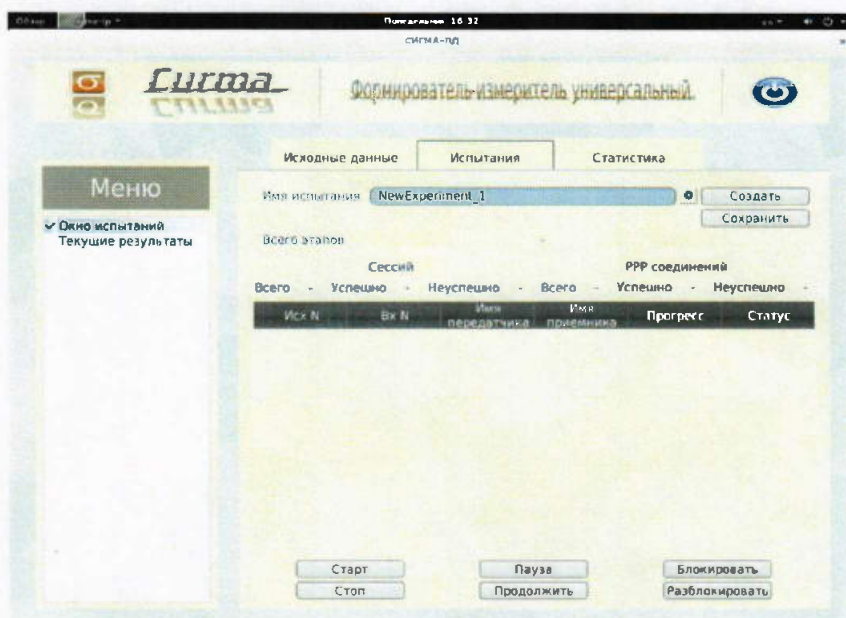 Обзор
Понедельник 16 32
СИГМА-ПД
Сигма
Формирователь-измеритель универсальный
Исходные данные Испытания Статистика
Меню
Имя испытания NewExperiment_1 Создать
Сохранить
✔ Окно испытаний
Текущие результаты
Всего этапов -
Сессий PPP соединений
Всего - Успешно - Неуспешно - Всего - Успешно - Неуспешно -
Исх N Вх N Имя передатчика Имя приемника Прогресс Статус
Старт Пауза Блокировать
Стоп Продолжить Разблокировать